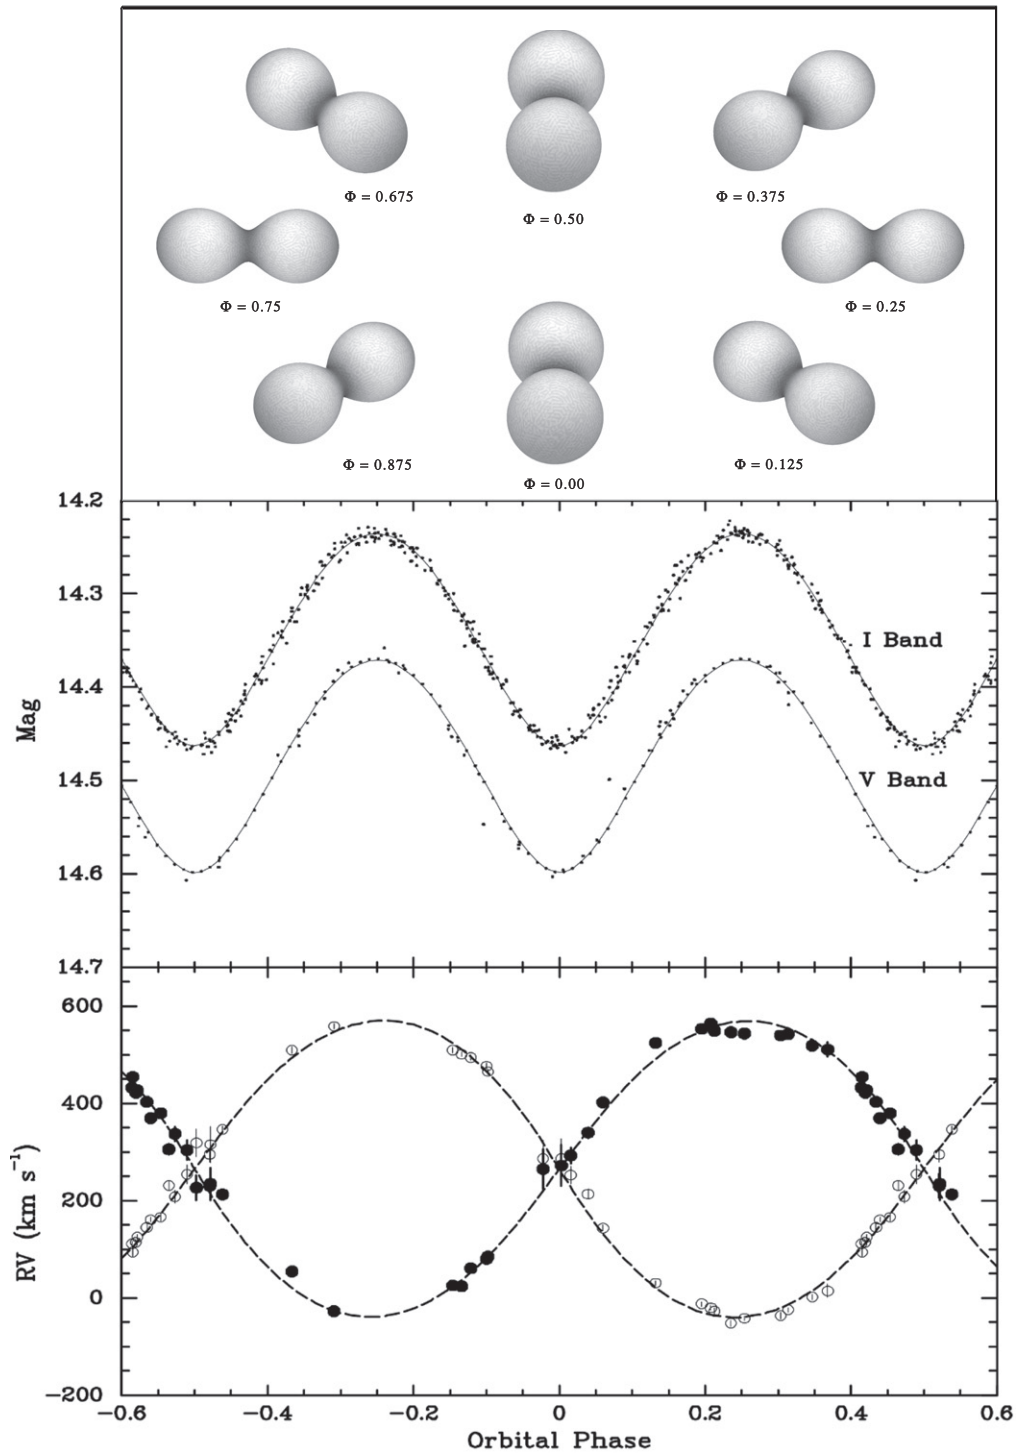 Φ = 0.675
Φ = 0.50
Φ = 0.375
Φ = 0.75
Φ = 0.25
Φ = 0.875
Φ = 0.00
Φ = 0.125
14.2
14.3
14.4
14.5
14.6
14.7
Mag
I Band
V Band
600
400
200
0
−200
RV (km s⁻¹)
−0.6 −0.4 −0.2 0 0.2 0.4 0.6
Orbital Phase